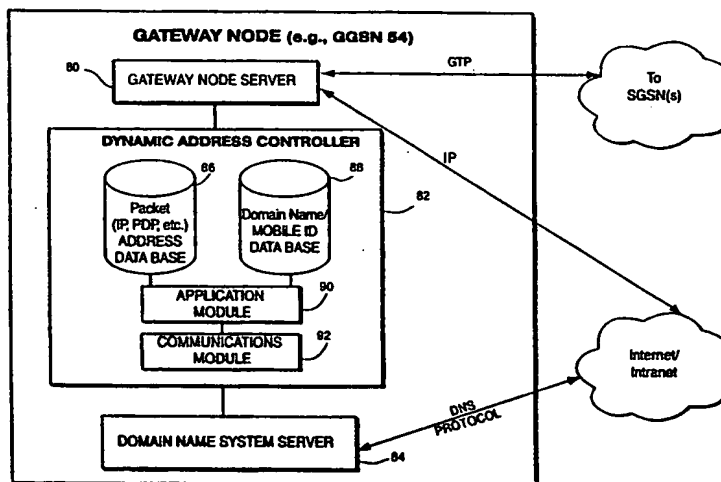 GATEWAY NODE (e.g., GGSN 54)
80
GATEWAY NODE SERVER
GTP
To
SGSN(s)
DYNAMIC ADDRESS CONTROLLER
IP
86
88
82
Packet
(IP, PDP, etc.)
ADDRESS
DATA BASE
Domain Name/
MOBILE ID
DATA BASE
APPLICATION
MODULE
90
COMMUNICATIONS
MODULE
92
Internet/
Intranet
DNS
PROTOCOL
DOMAIN NAME SYSTEM SERVER
84